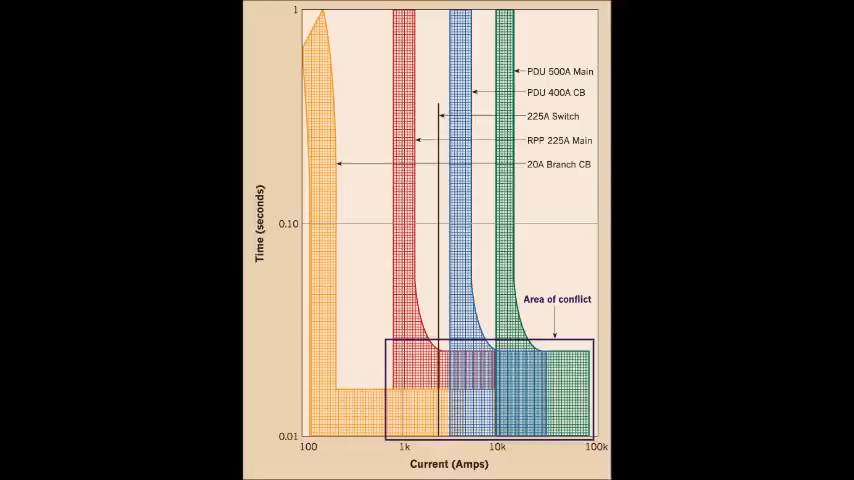 1
PDU 500A Main
PDU 400A CB
225A Switch
RPP 225A Main
20A Branch CB
0.10
Time (seconds)
Area of conflict
0.01
100 1k 10k 100k
Current (Amps)